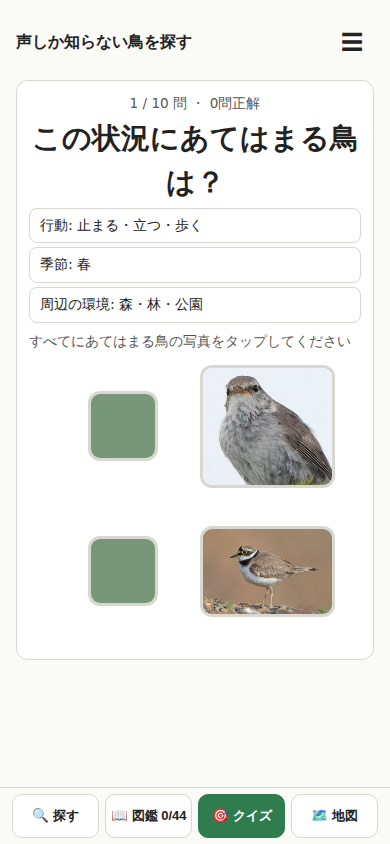 声しか知らない鳥を探す
1 / 10 問 ・ 0問正解
この状況にあてはまる鳥
は？
行動: 止まる・立つ・歩く
季節: 春
周辺の環境: 森・林・公園
すべてにあてはまる鳥の写真をタップしてください
探す
図鑑 0/44
クイズ
地図